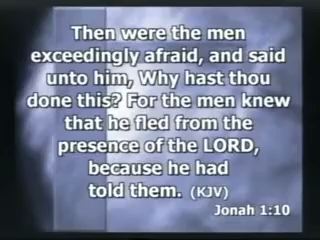 Then were the men
exceedingly afraid, and said
unto him, Why hast thou
done this? For the men knew
that he fled from the
presence of the LORD,
because he had
told them. (KJV)
Jonah 1:10